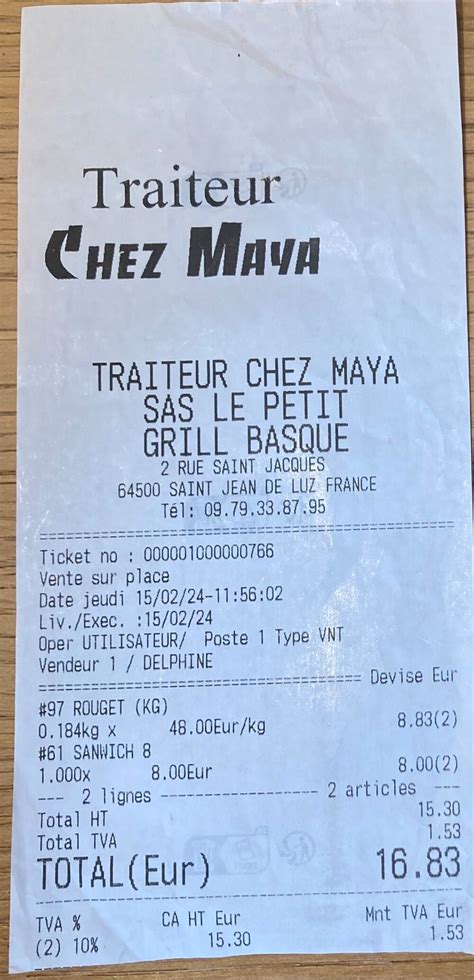 Traiteur
CHEZ MAYA
TRAITEUR CHEZ MAYA
SAS LE PETIT
GRILL BASQUE
2 RUE SAINT JACQUES
64500 SAINT JEAN DE LUZ FRANCE
Tél: 09.79.33.87.95
Ticket no : 000001000000766
Vente sur place
Date jeudi 15/02/24-11:56:02
Liv./Exec. :15/02/24
Oper UTILISATEUR/ Poste 1 Type VNT
Vendeur 1 / DELPHINE
Devise Eur
#97 ROUGET (KG)
0.184kg x 48.00Eur/kg 8.83(2)
#61 SANWICH 8
1.000x 8.00Eur 8.00(2)
--- 2 lignes --- 2 articles ---
Total HT 15.30
Total TVA 1.53
TOTAL(Eur) 16.83
TVA % CA HT Eur Mnt TVA Eur
(2) 10% 15.30 1.53